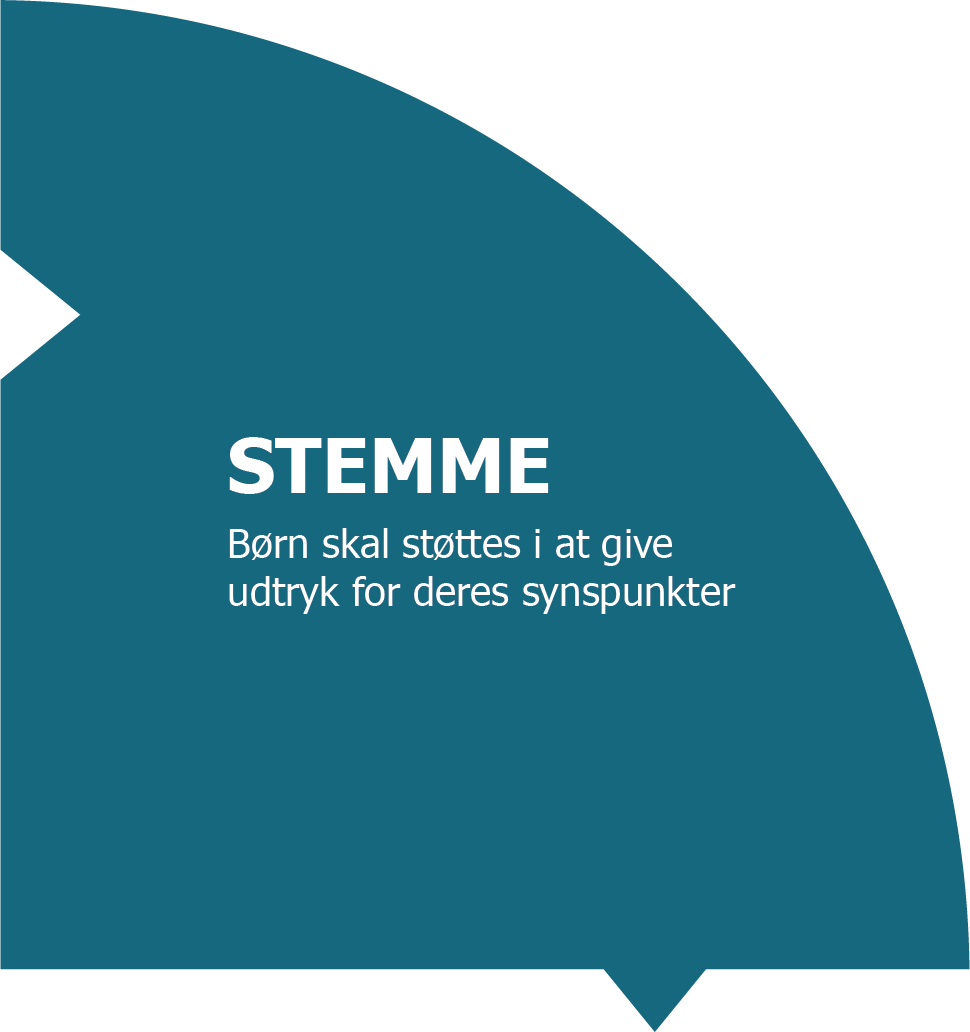 STEMME
Børn skal støttes i at give
udtryk for deres synspunkter